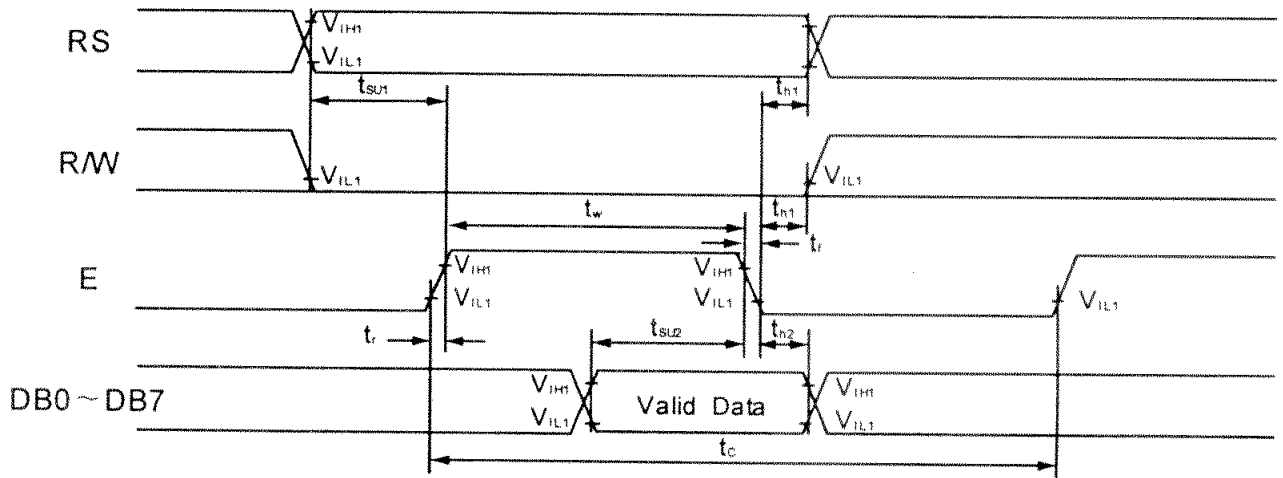 RS
VIH1
VIL1
tSU1
th1
R/W
VIL1
VIL1
tw
th1
tf
E
VIH1
VIL1
VIH1
VIL1
VIL1
tr
tSU2
th2
DB0～DB7
VIH1
VIL1
Valid Data
VIH1
VIL1
tC